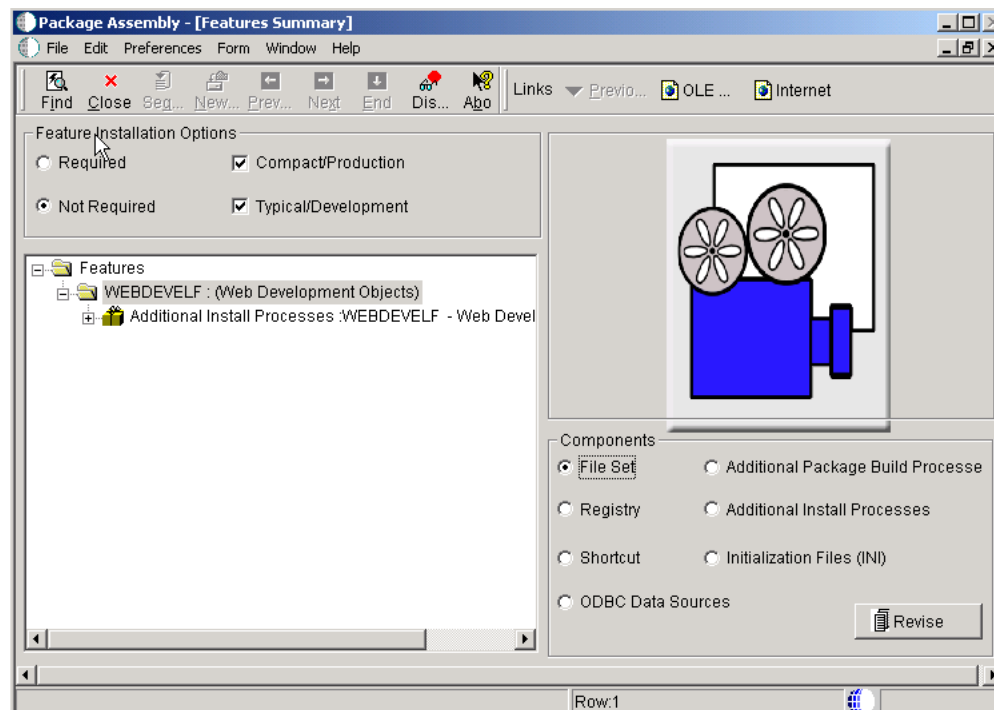 Package Assembly - [Features Summary]
File Edit Preferences Form Window Help
Find Close Seq... New... Prev... Next End Dis... Abo Links Previo... OLE ... Internet
Feature Installation Options
Required Compact/Production
Not Required Typical/Development
Features
WEBDEVELF : (Web Development Objects)
Additional Install Processes :WEBDEVELF - Web Devel
Components
File Set Additional Package Build Processe
Registry Additional Install Processes
Shortcut Initialization Files (INI)
ODBC Data Sources
Revise
Row:1